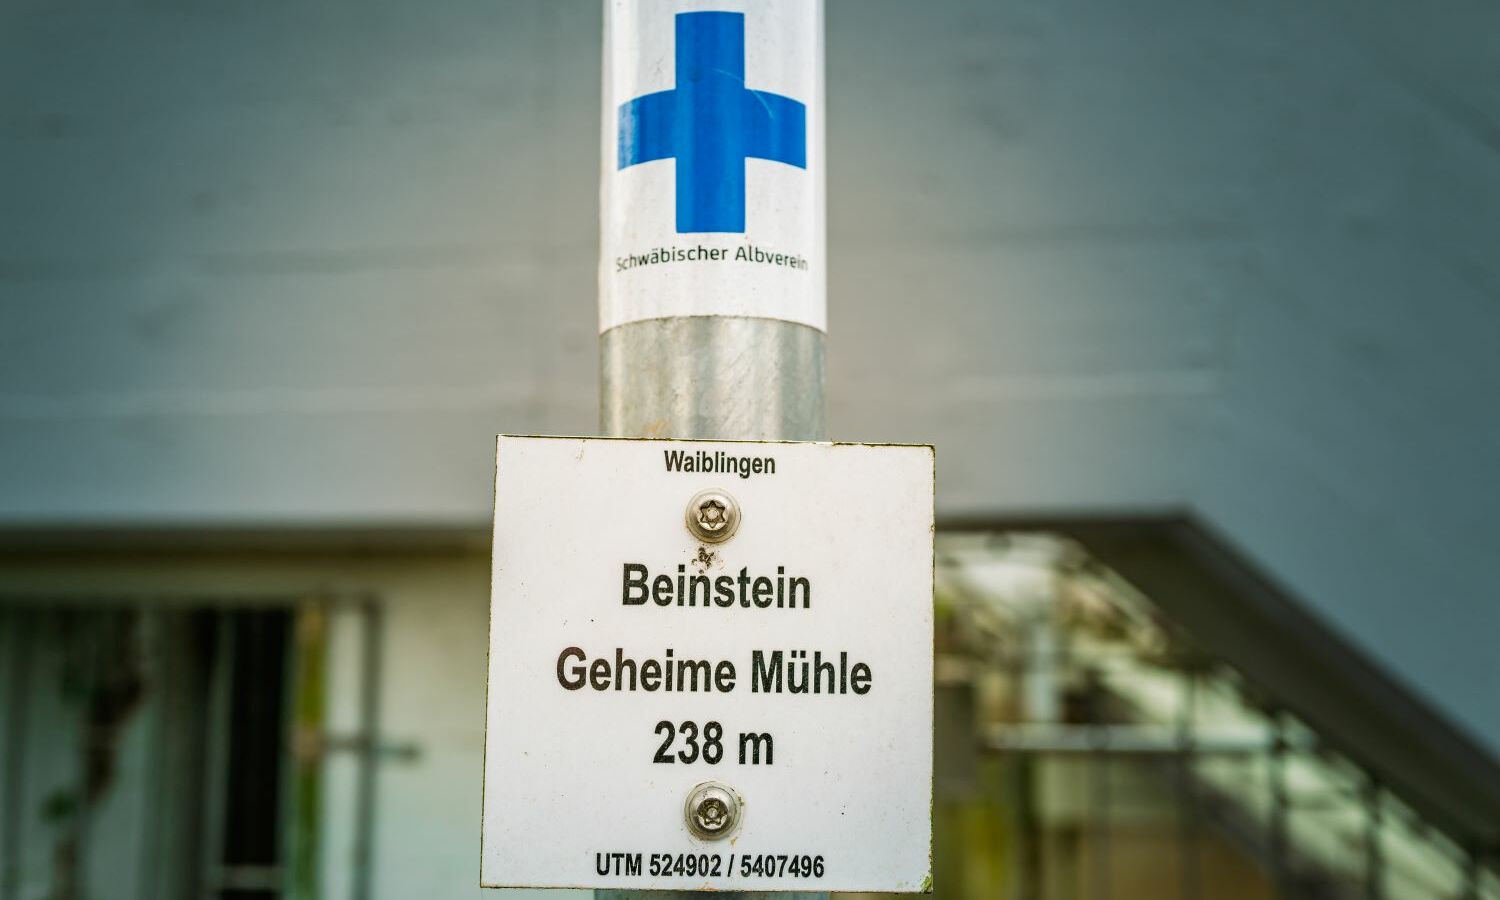 Schwäbischer Albverein
Waiblingen
Beinstein
Geheime Mühle
238 m
UTM 524902 / 5407496